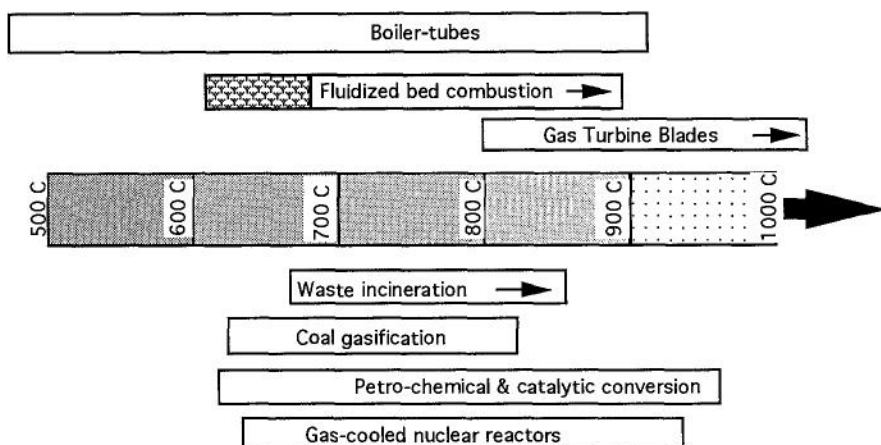 Boiler-tubes
Fluidized bed combustion
Gas Turbine Blades
500 C
600 C
700 C
800 C
900 C
1000 C
Waste incineration
Coal gasification
Petro-chemical & catalytic conversion
Gas-cooled nuclear reactors